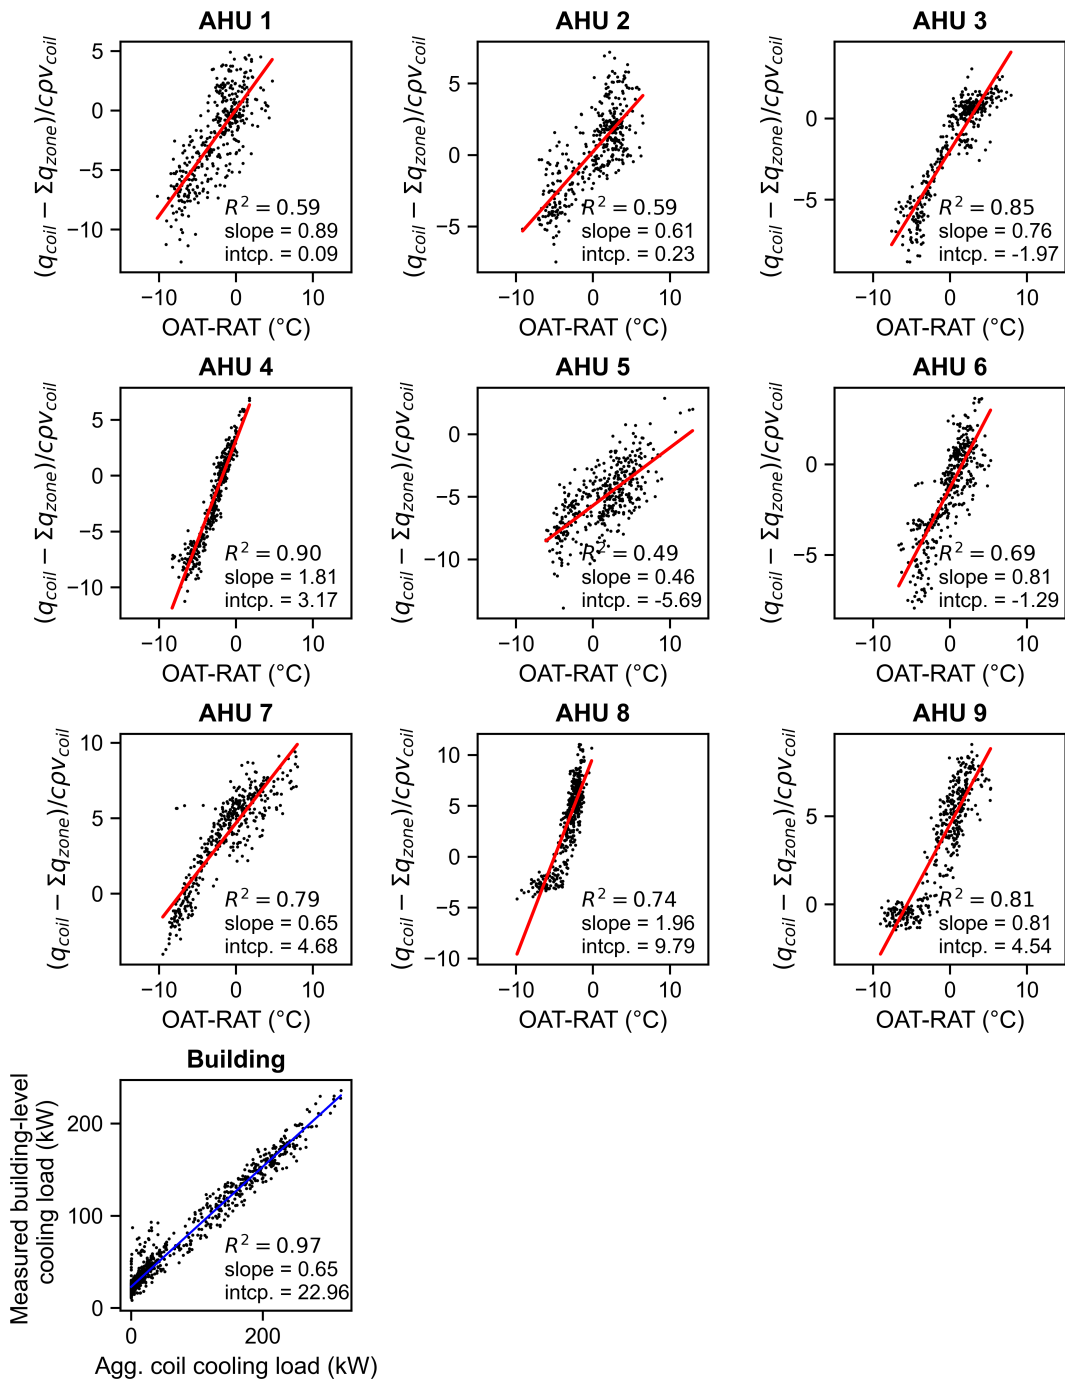 AHU 1
AHU 2
AHU 3
(q_coil − Σq_zone)/cρv_coil
5
0
−5
−10
R² = 0.59
slope = 0.89
intcp. = 0.09
−10 0 10
OAT-RAT (°C)
(q_coil − Σq_zone)/cρv_coil
5
0
−5
R² = 0.59
slope = 0.61
intcp. = 0.23
−10 0 10
OAT-RAT (°C)
(q_coil − Σq_zone)/cρv_coil
0
−5
R² = 0.85
slope = 0.76
intcp. = -1.97
−10 0 10
OAT-RAT (°C)
AHU 4
AHU 5
AHU 6
(q_coil − Σq_zone)/cρv_coil
5
0
−5
−10
R² = 0.90
slope = 1.81
intcp. = 3.17
−10 0 10
OAT-RAT (°C)
(q_coil − Σq_zone)/cρv_coil
0
−5
−10
R² = 0.49
slope = 0.46
intcp. = -5.69
−10 0 10
OAT-RAT (°C)
(q_coil − Σq_zone)/cρv_coil
0
−5
R² = 0.69
slope = 0.81
intcp. = -1.29
−10 0 10
OAT-RAT (°C)
AHU 7
AHU 8
AHU 9
(q_coil − Σq_zone)/cρv_coil
10
5
0
R² = 0.79
slope = 0.65
intcp. = 4.68
−10 0 10
OAT-RAT (°C)
(q_coil − Σq_zone)/cρv_coil
10
5
0
−5
−10
R² = 0.74
slope = 1.96
intcp. = 9.79
−10 0 10
OAT-RAT (°C)
(q_coil − Σq_zone)/cρv_coil
5
0
R² = 0.81
slope = 0.81
intcp. = 4.54
−10 0 10
OAT-RAT (°C)
Building
Measured building-level
cooling load (kW)
200
100
0
R² = 0.97
slope = 0.65
intcp. = 22.96
0 200
Agg. coil cooling load (kW)